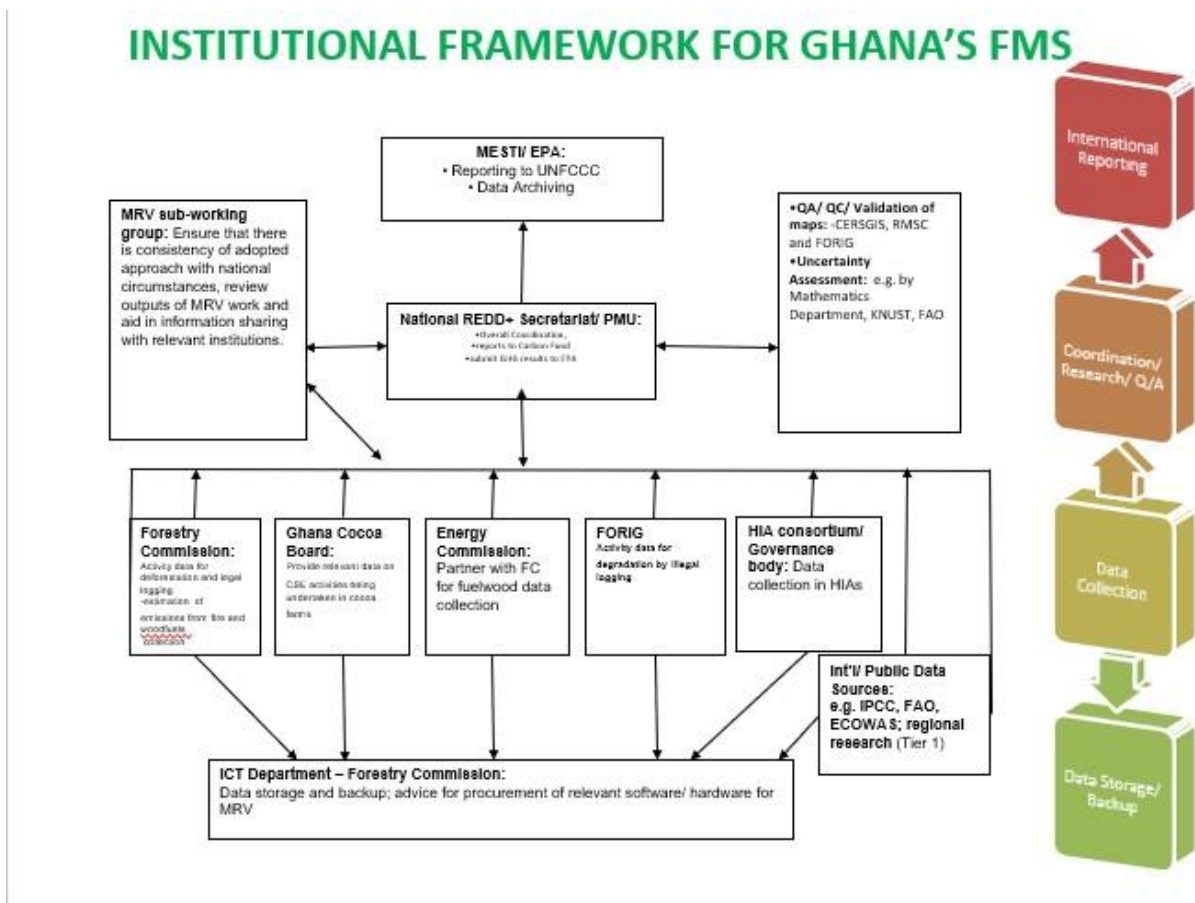 INSTITUTIONAL FRAMEWORK FOR GHANA'S FMS
MESTI/ EPA:
• Reporting to UNFCCC
• Data Archiving
MRV sub-working
group: Ensure that there
is consistency of adopted
approach with national
circumstances, review
outputs of MRV work and
aid in information sharing
with relevant institutions.
National REDD+ Secretariat/ PMU:
•Overall Coordination,
•reports to Carbon Fund
•submit GHG results to EPA
•QA/ QC/ Validation of
maps: -CERSGIS, RMSC
and FORIG
•Uncertainty
Assessment: e.g. by
Mathematics
Department, KNUST, FAO
Forestry
Commission:
Activity data for
deforestation and legal
logging
-estimation of
emissions from fire and
woodfuels
collection
Ghana Cocoa
Board:
Provide relevant data on
CSE activities being
undertaken in cocoa
farms
Energy
Commission:
Partner with FC
for fuelwood data
collection
FORIG
Activity data for
degradation by illegal
logging
HIA consortium/
Governance
body: Data
collection in HIAs
Int'l/ Public Data
Sources:
e.g. IPCC, FAO,
ECOWAS; regional
research (Tier 1)
ICT Department – Forestry Commission:
Data storage and backup; advice for procurement of relevant software/ hardware for
MRV
International
Reporting
Coordination/
Research/ Q/A
Data
Collection
Data Storage/
Backup